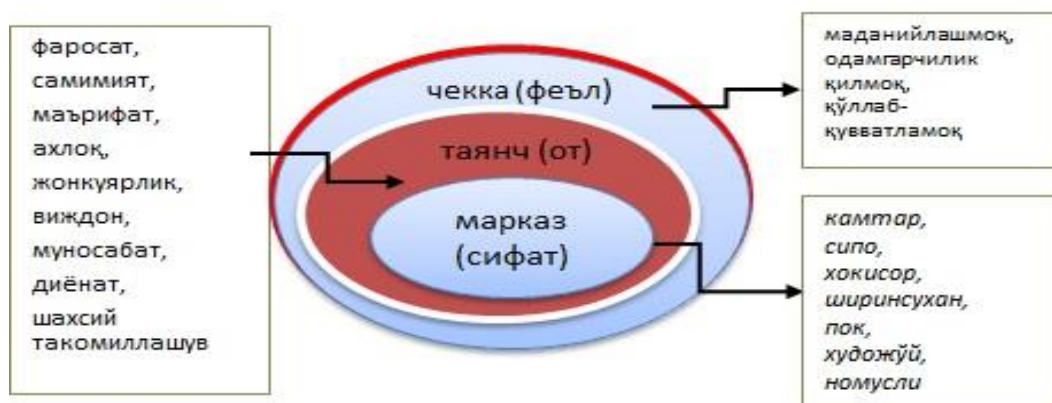 фаросат,
самимият,
маърифат,
ахлоқ,
жонкуярлик,
виждон,
муносабат,
диёнат,
шахсий
такомиллашув
чекка (феъл)
таянч (от)
марказ
(сифат)
маданийлашмоқ,
одамгарчилик
қилмоқ,
қўллаб-
қувватламоқ
камтар,
сипо,
хокисор,
ширинсухан,
пок,
художўй,
номусли